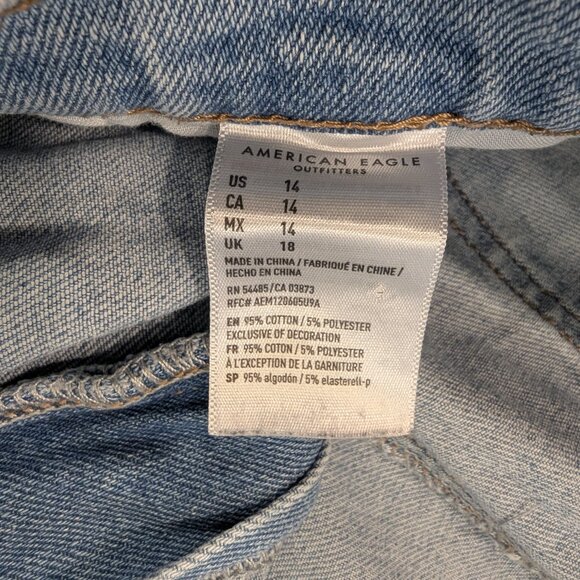 AMERICAN EAGLE
OUTFITTERS
US 14
CA 14
MX 14
UK 18
MADE IN CHINA / FABRIQUÉ EN CHINE /
HECHO EN CHINA
RN 54485/CA 03873
RFC# AEM120605U9A
EN 95% COTTON / 5% POLYESTER
EXCLUSIVE OF DECORATION
FR 95% COTON / 5% POLYESTER
À L'EXCEPTION DE LA GARNITURE
SP 95% algodón / 5% elasterell-p